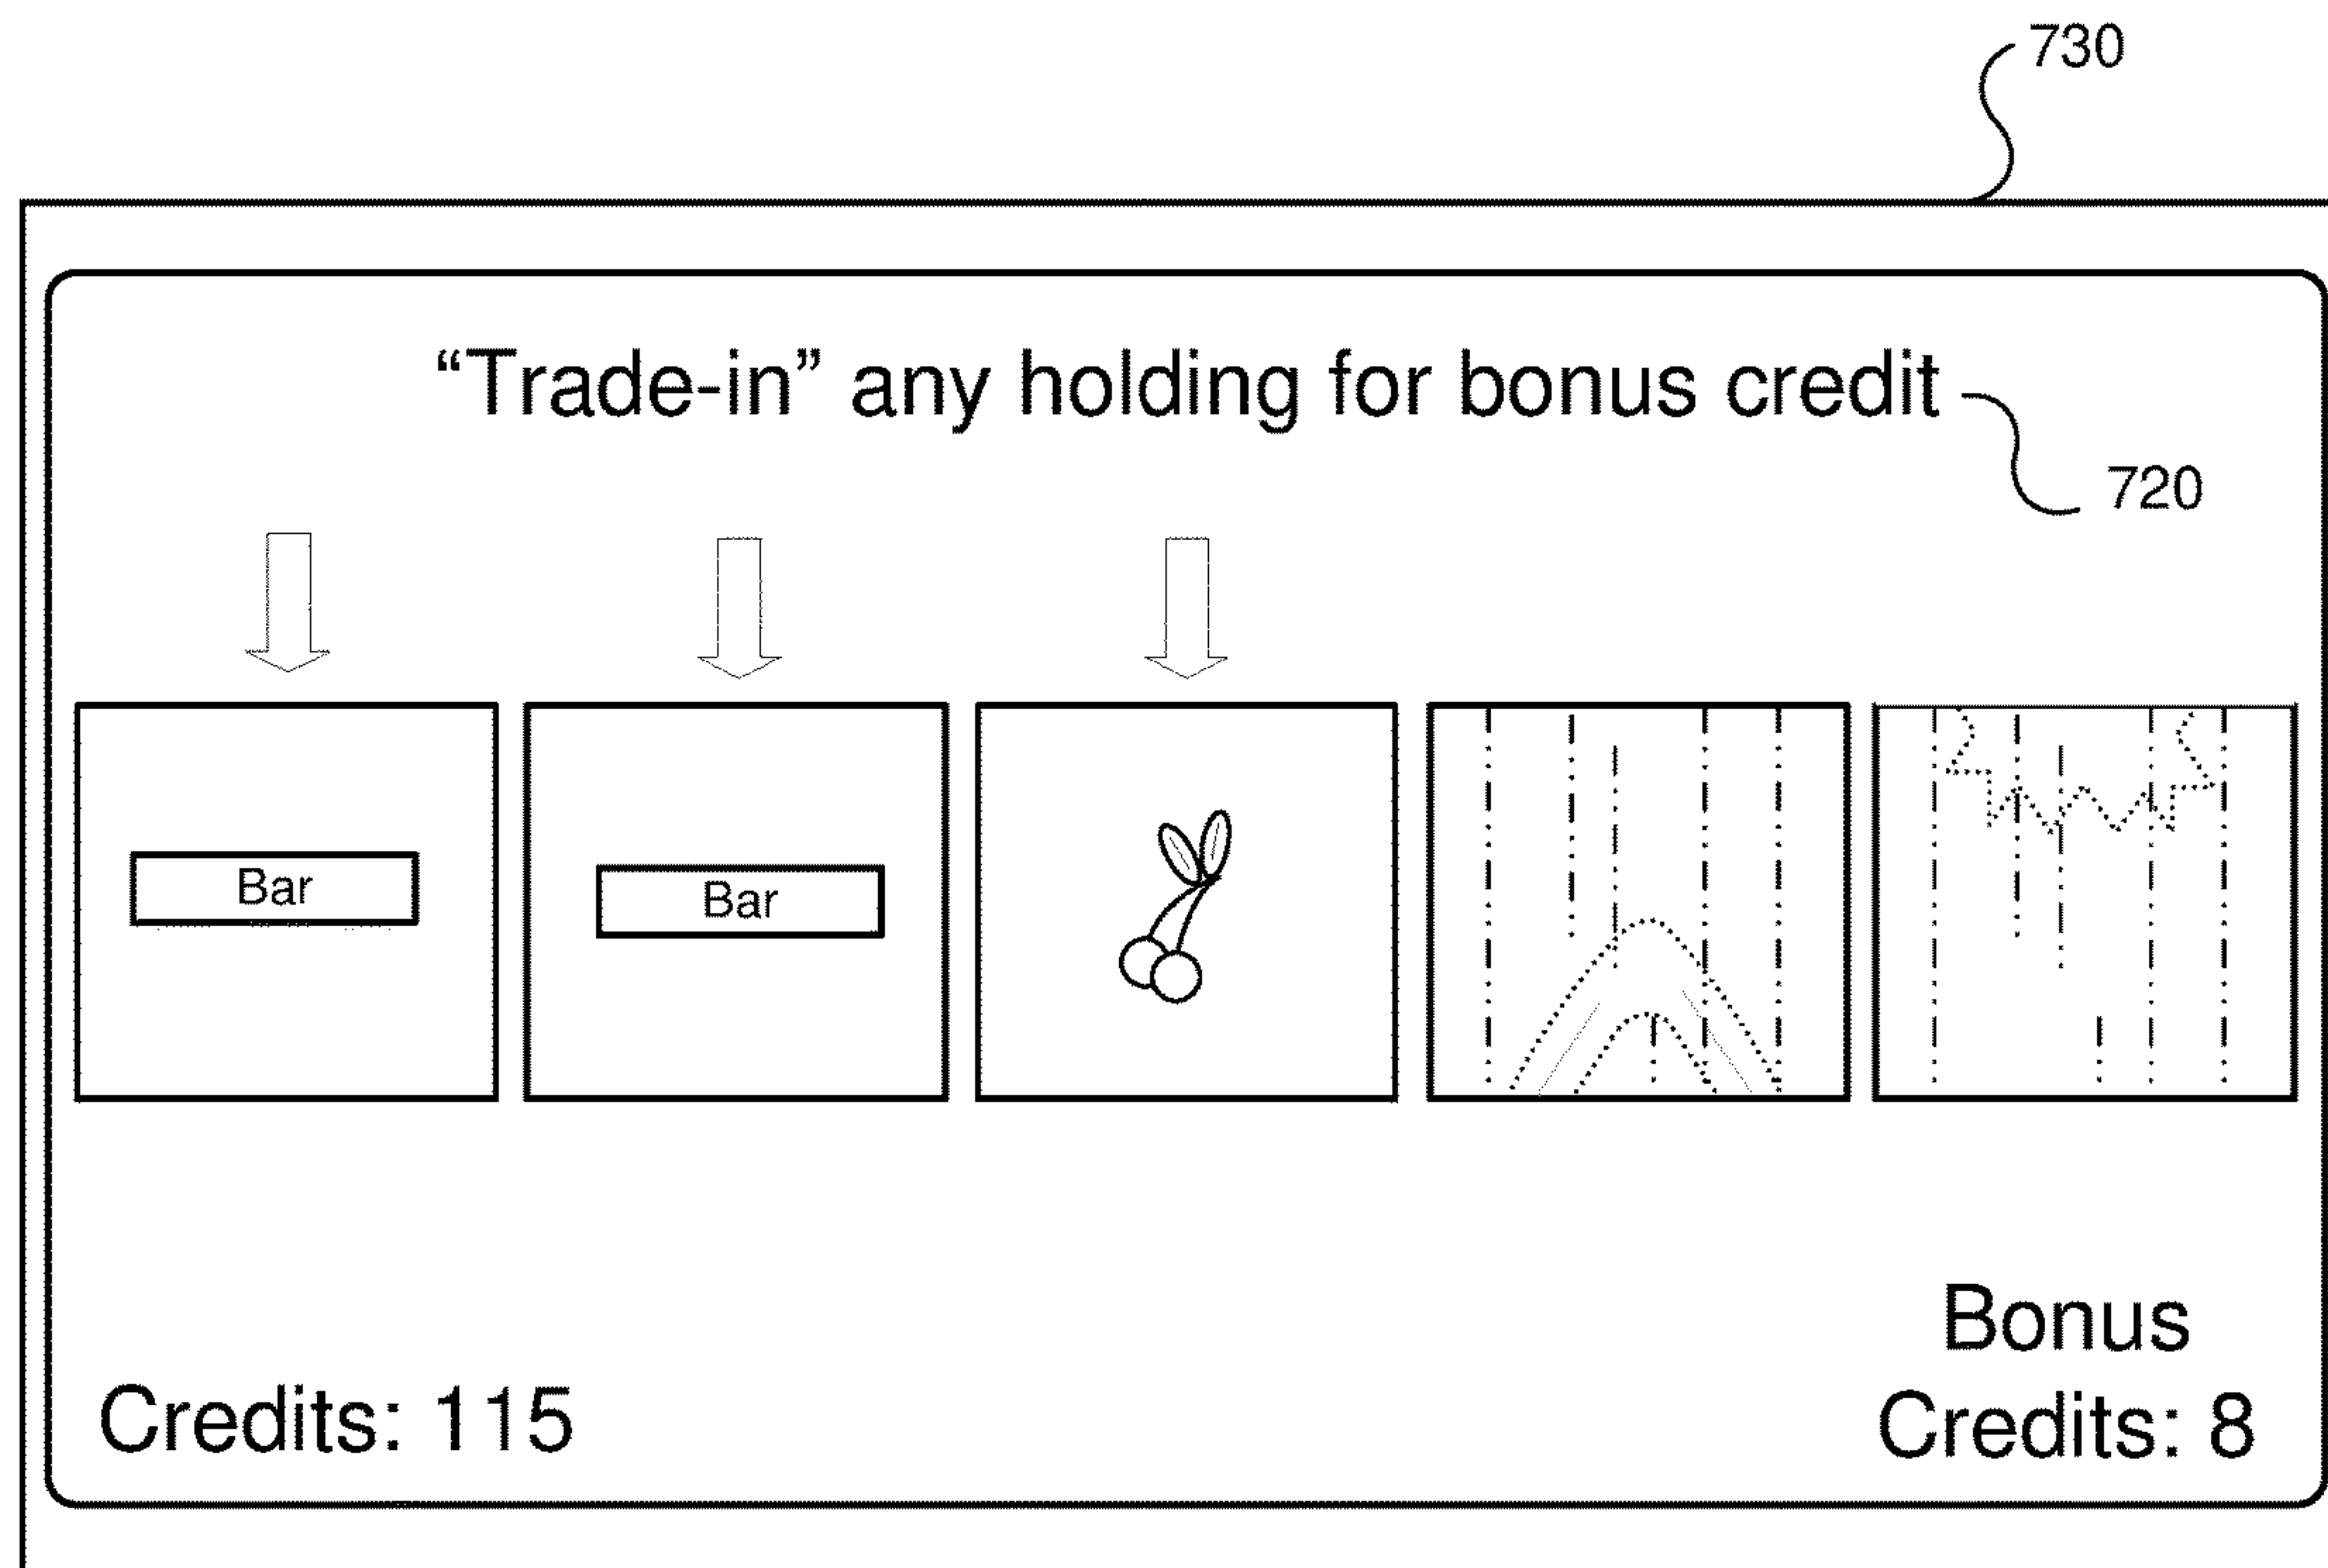 730
“Trade-in” any holding for bonus credit
720
Bar
Bar
Bonus
Credits: 115
Credits: 8